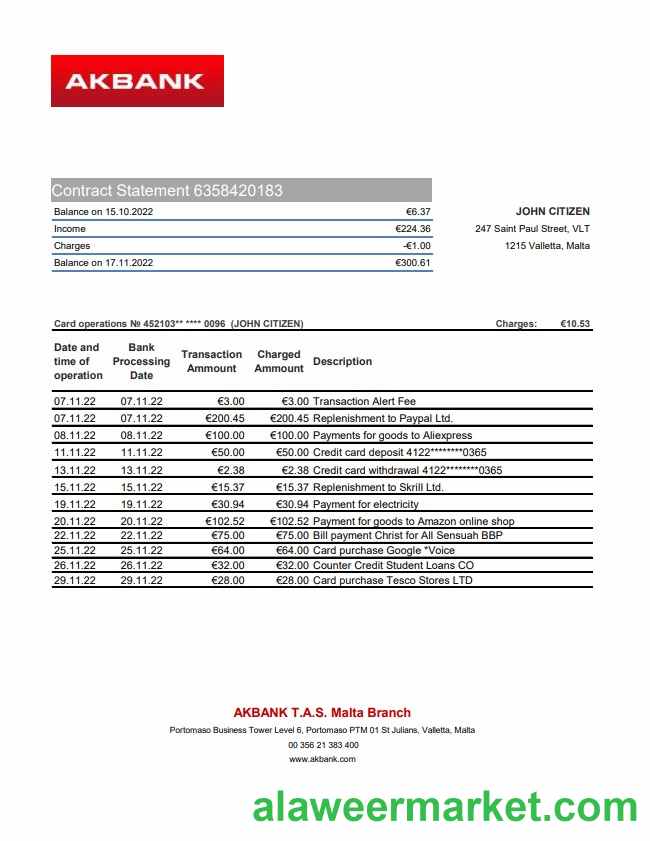 AKBANK
Contract Statement 6358420183
Balance on 15.10.2022 €6.37
Income €224.36
Charges -€1.00
Balance on 17.11.2022 €300.61
JOHN CITIZEN
247 Saint Paul Street, VLT
1215 Valletta, Malta
Card operations № 452103** **** 0096 (JOHN CITIZEN) Charges: €10.53
Date and time of operation Bank Processing Date Transaction Ammount Charged Ammount Description
07.11.22 07.11.22 €3.00 €3.00 Transaction Alert Fee
07.11.22 07.11.22 €200.45 €200.45 Replenishment to Paypal Ltd.
08.11.22 08.11.22 €100.00 €100.00 Payments for goods to Aliexpress
11.11.22 11.11.22 €50.00 €50.00 Credit card deposit 4122********0365
13.11.22 13.11.22 €2.38 €2.38 Credit card withdrawal 4122********0365
15.11.22 15.11.22 €15.37 €15.37 Replenishment to Skrill Ltd.
19.11.22 19.11.22 €30.94 €30.94 Payment for electricity
20.11.22 20.11.22 €102.52 €102.52 Payment for goods to Amazon online shop
22.11.22 22.11.22 €75.00 €75.00 Bill payment Christ for All Sensuah BBP
25.11.22 25.11.22 €64.00 €64.00 Card purchase Google *Voice
26.11.22 26.11.22 €32.00 €32.00 Counter Credit Student Loans CO
29.11.22 29.11.22 €28.00 €28.00 Card purchase Tesco Stores LTD
AKBANK T.A.S. Malta Branch
Portomaso Business Tower Level 6, Portomaso PTM 01 St Julians, Valletta, Malta
00 356 21 383 400
www.akbank.com
alaweermarket.com